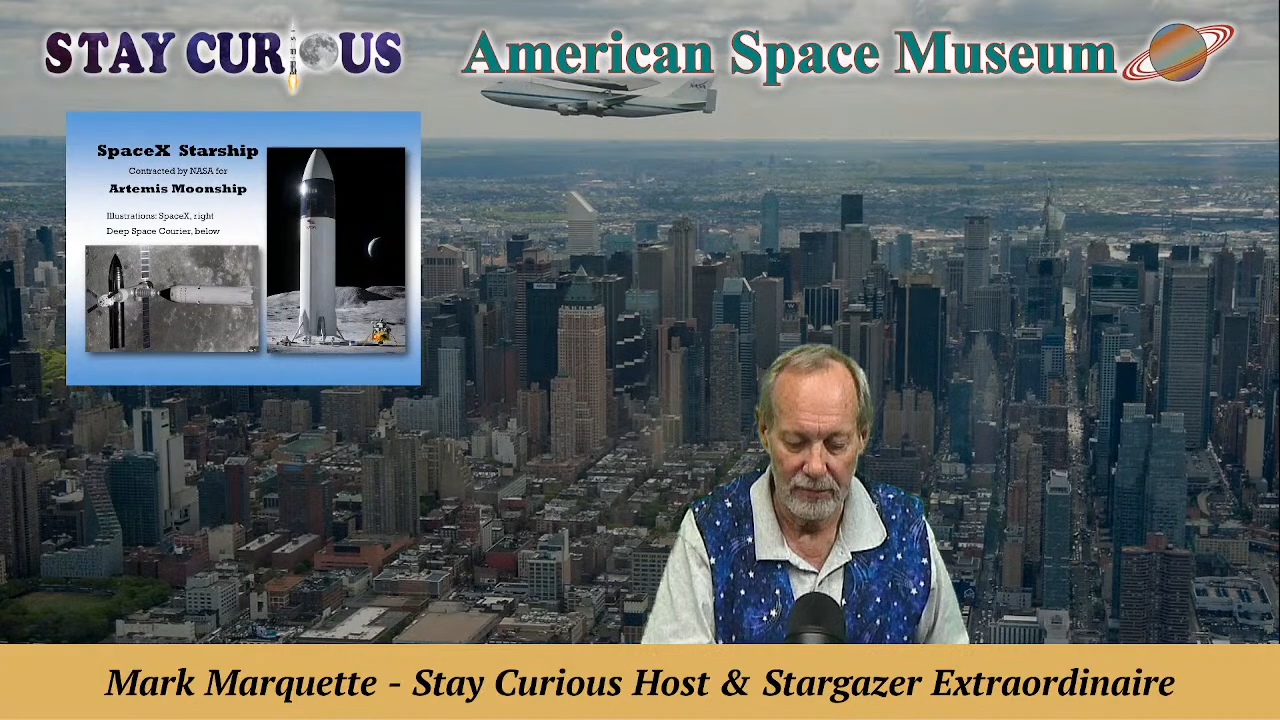 STAY CURIOUS
American Space Museum
NASA
SpaceX Starship
Contracted by NASA for
Artemis Moonship
Illustrations: SpaceX, right
Deep Space Courier, below
Mark Marquette - Stay Curious Host & Stargazer Extraordinaire